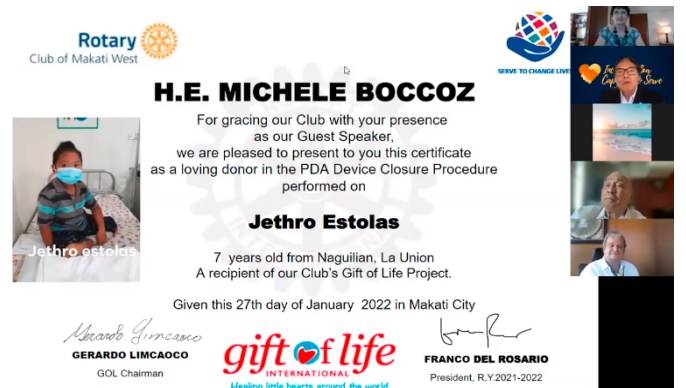 Rotary
Club of Makati West
SERVE TO CHANGE LIVES
H.E. MICHELE BOCCOZ
For gracing our Club with your presence
as our Guest Speaker,
we are pleased to present to you this certificate
as a loving donor in the PDA Device Closure Procedure
performed on
Jethro Estolas
7 years old from Naguilian, La Union
A recipient of our Club's Gift of Life Project.
Given this 27th day of January 2022 in Makati City
Jethro estolas
Gerardo Limcaoco
GERARDO LIMCAOCO
GOL Chairman
gift of life
INTERNATIONAL
Healing little hearts around the world
FRANCO DEL ROSARIO
President, R.Y.2021-2022
Serve